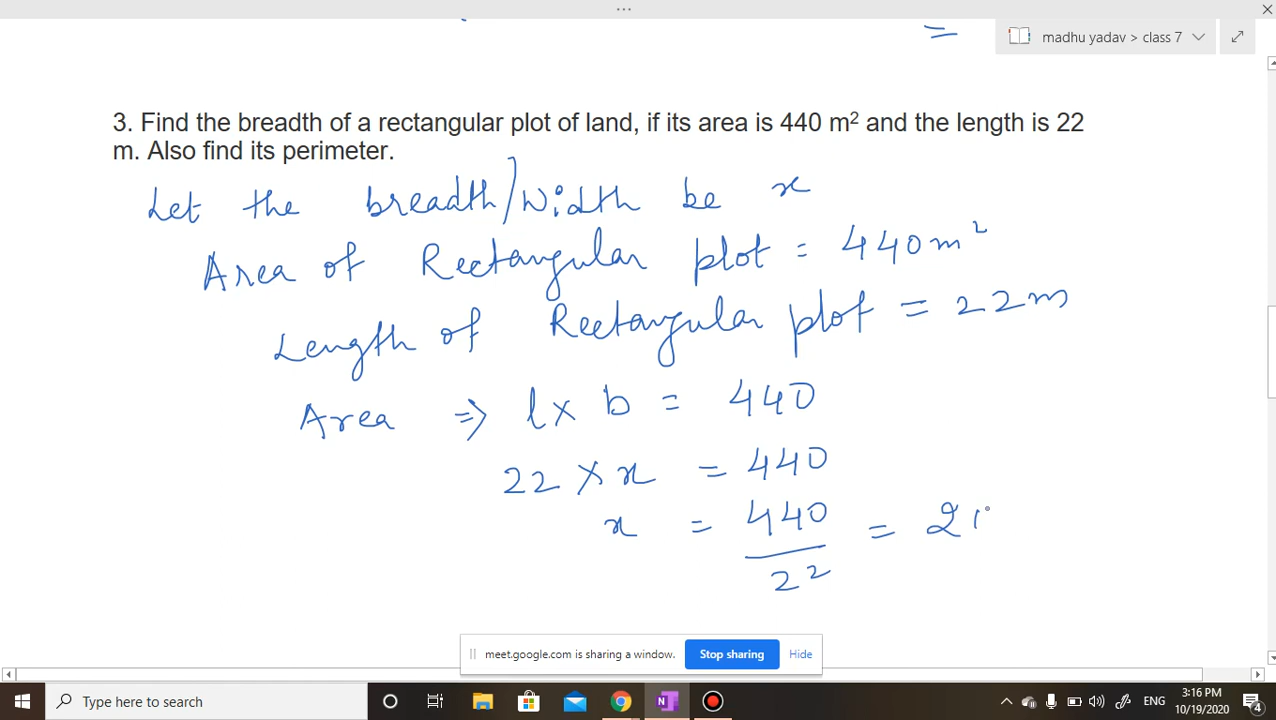 madhu yadav > class 7
3. Find the breadth of a rectangular plot of land, if its area is 440 m² and the length is 22
m. Also find its perimeter.
Let the breadth/Width be x
Area of Rectangular plot = 440m²
Length of Rectangular plot = 22m
Area ⇒ l × b = 440
22 × x = 440
x = 440/22 = 2
meet.google.com is sharing a window. Stop sharing Hide
Type here to search
ENG
3:16 PM
10/19/2020
4